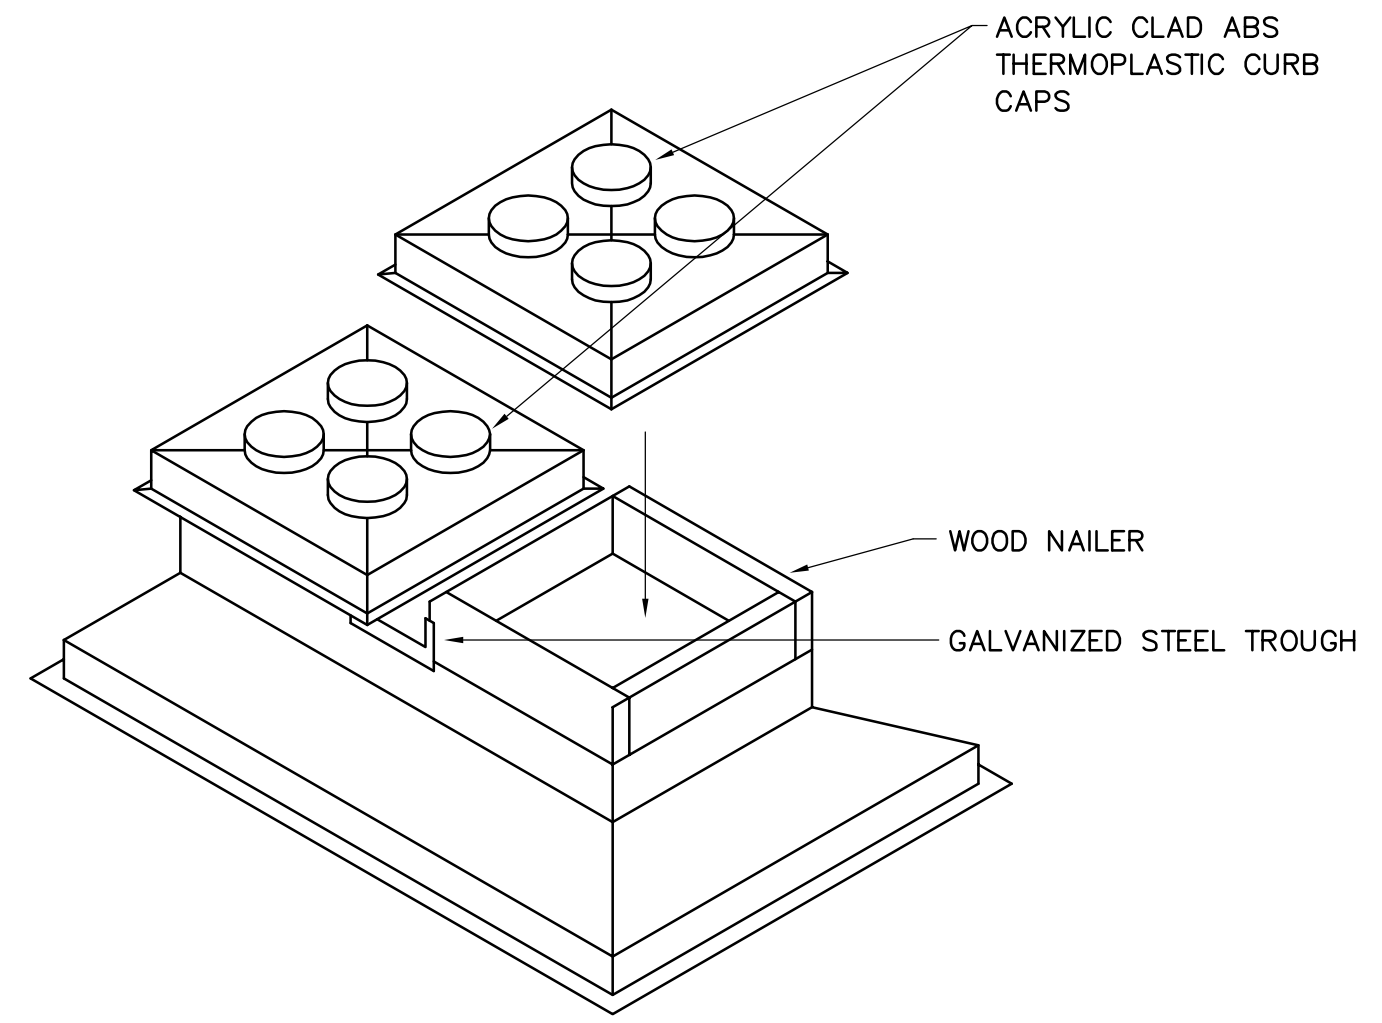 ACRYLIC CLAD ABS
THERMOPLASTIC CURB
CAPS
WOOD NAILER
GALVANIZED STEEL TROUGH